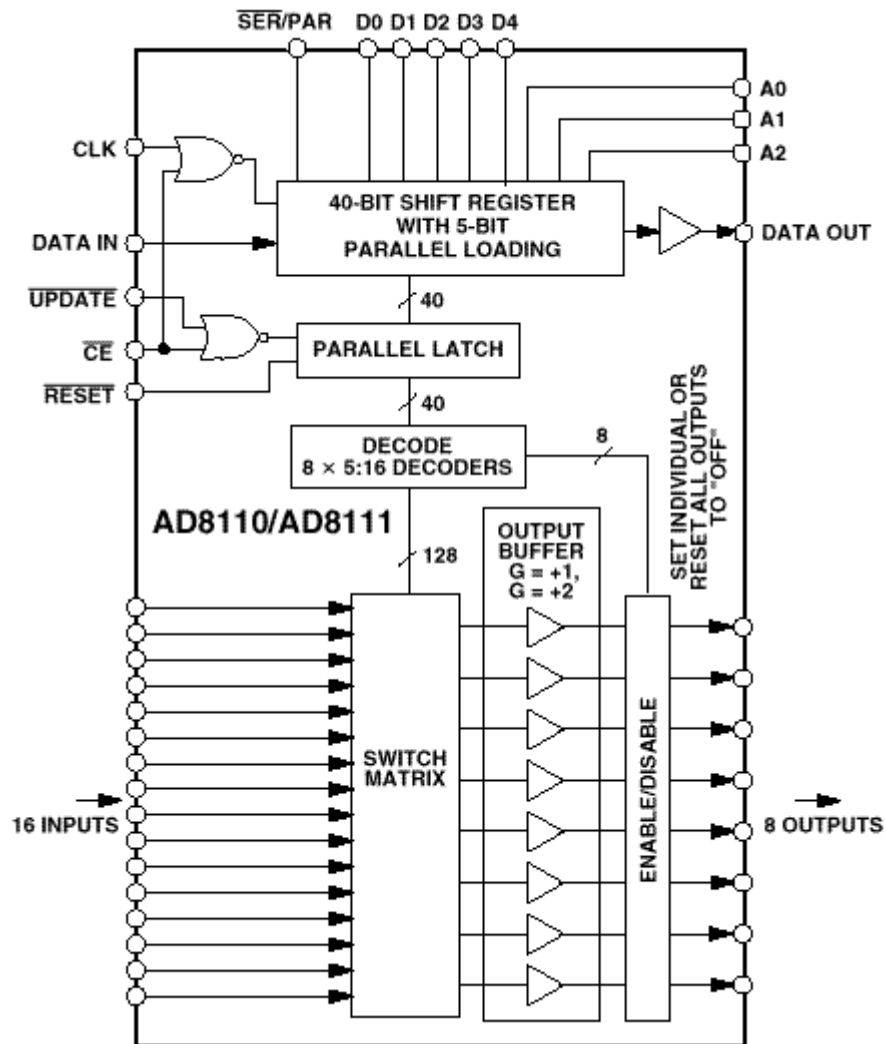 SER/PAR D0 D1 D2 D3 D4
A0
A1
A2
CLK
40-BIT SHIFT REGISTER
WITH 5-BIT
PARALLEL LOADING
DATA IN
DATA OUT
UPDATE
40
CE
PARALLEL LATCH
RESET
40
DECODE
8 × 5:16 DECODERS
8
SET INDIVIDUAL OR
RESET ALL OUTPUTS
TO "OFF"
AD8110/AD8111
128
OUTPUT
BUFFER
G = +1,
G = +2
SWITCH
MATRIX
ENABLE/DISABLE
16 INPUTS
8 OUTPUTS